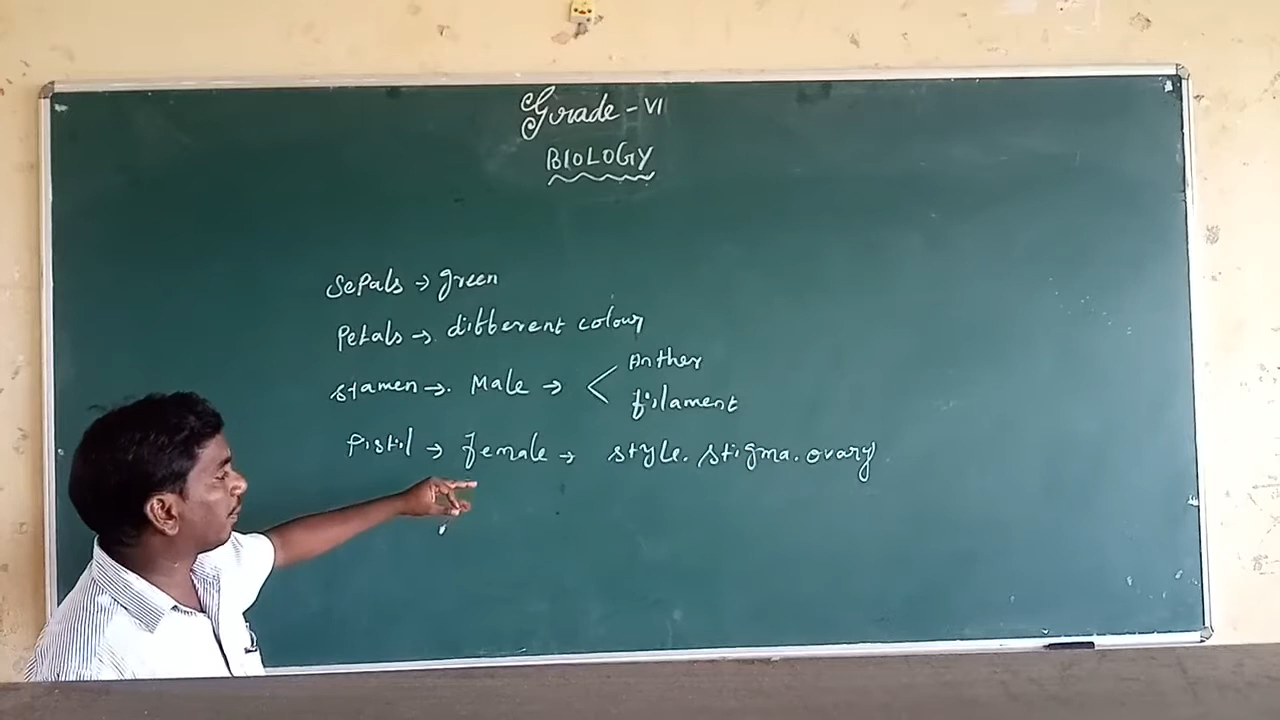 Grade - VI
BIOLOGY
Sepals → green
Petals → different colour
Stamen → Male → < Anther
filament
Pistil → female → style. stigma. ovary